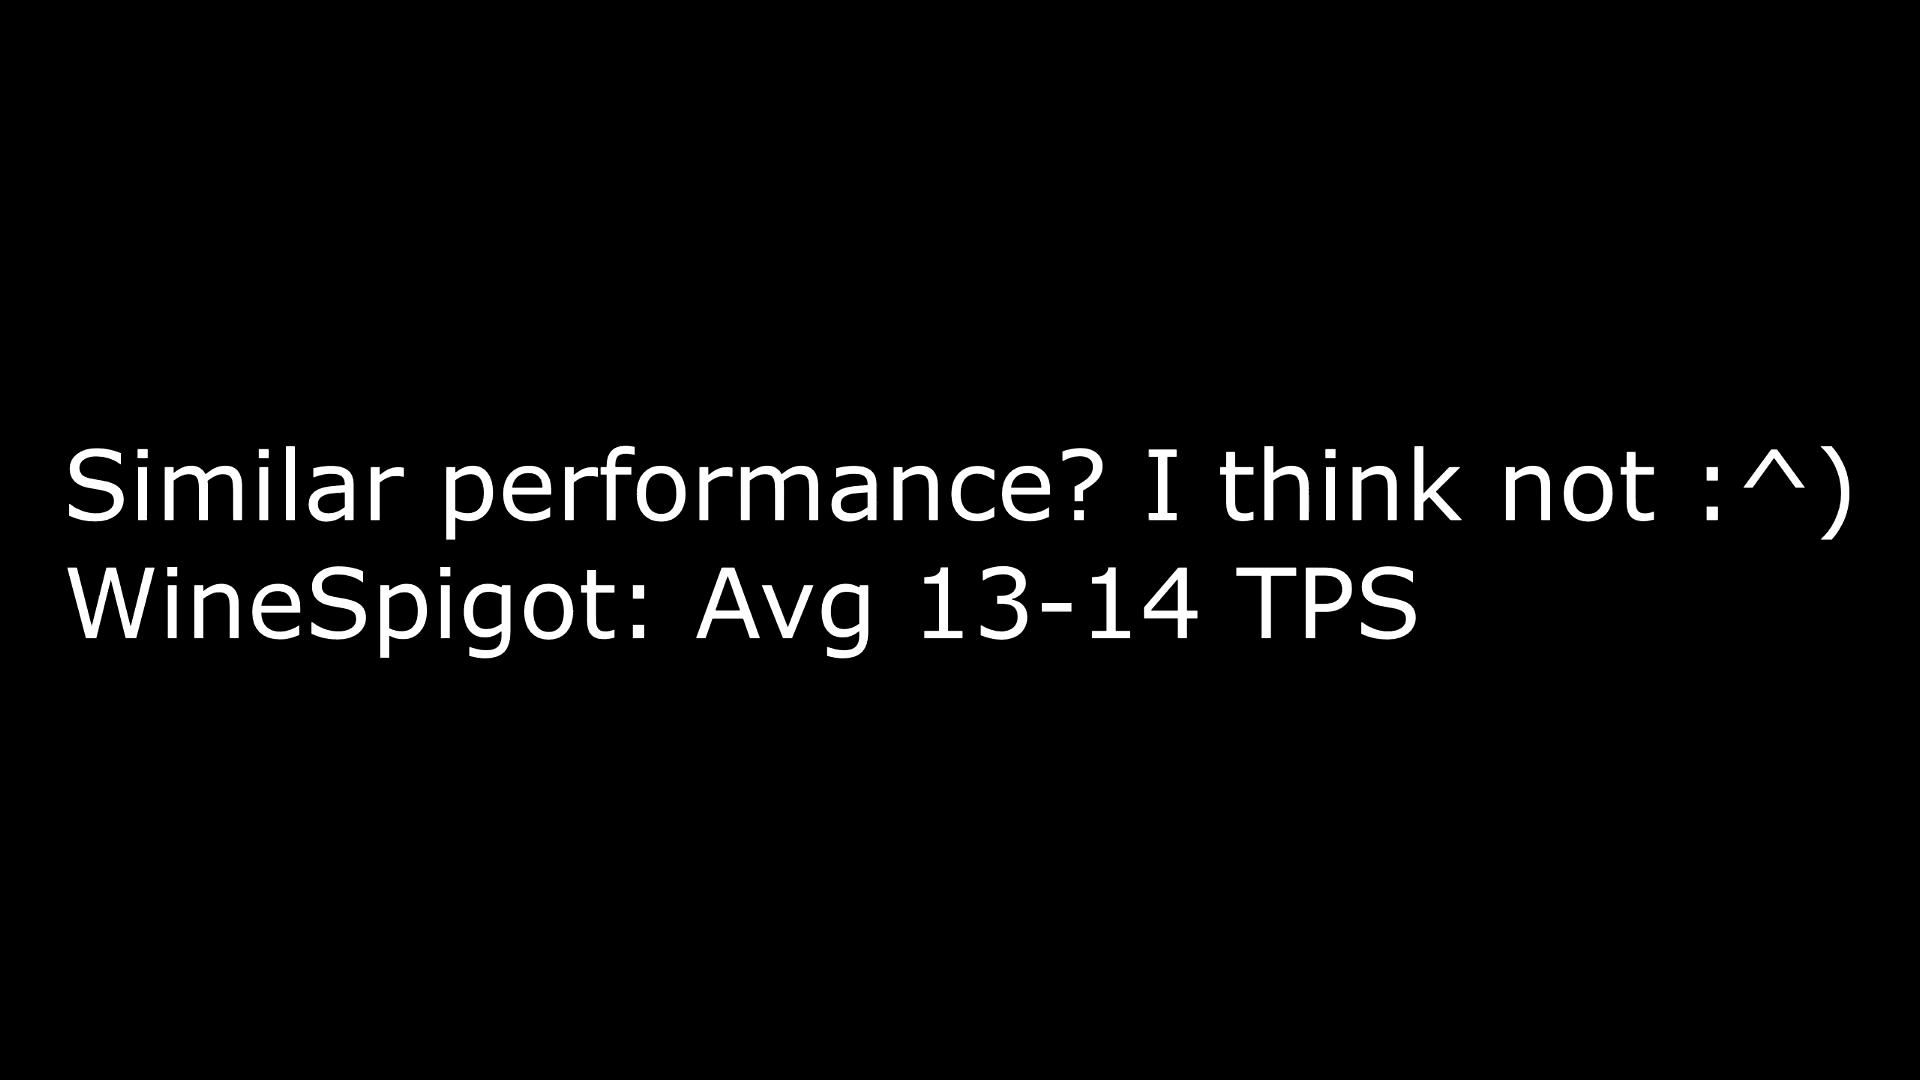 Similar performance? I think not :^)
WineSpigot: Avg 13-14 TPS